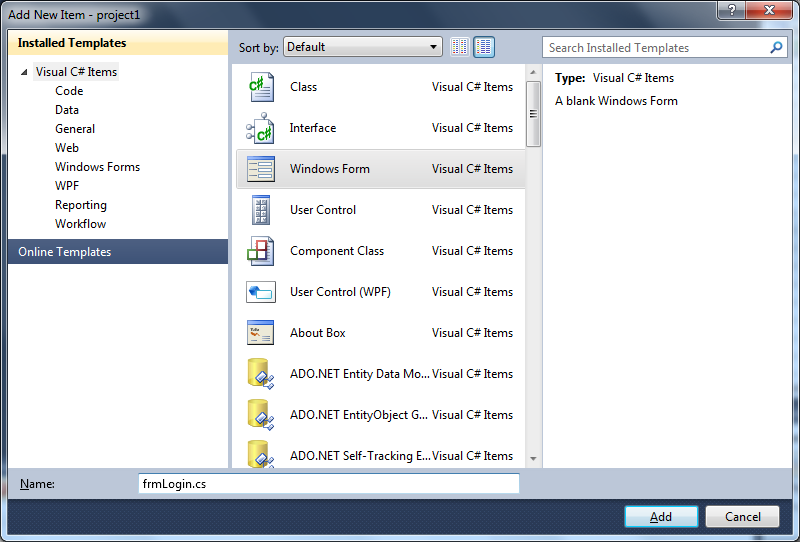 Add New Item - project1
Installed Templates
Visual C# Items
Code
Data
General
Web
Windows Forms
WPF
Reporting
Workflow
Online Templates
Sort by: Default
Search Installed Templates
Class Visual C# Items
Interface Visual C# Items
Windows Form Visual C# Items
User Control Visual C# Items
Component Class Visual C# Items
User Control (WPF) Visual C# Items
About Box Visual C# Items
ADO.NET Entity Data Mo... Visual C# Items
ADO.NET EntityObject G... Visual C# Items
ADO.NET Self-Tracking E... Visual C# Items
Type: Visual C# Items
A blank Windows Form
Name: frmLogin.cs
Add Cancel